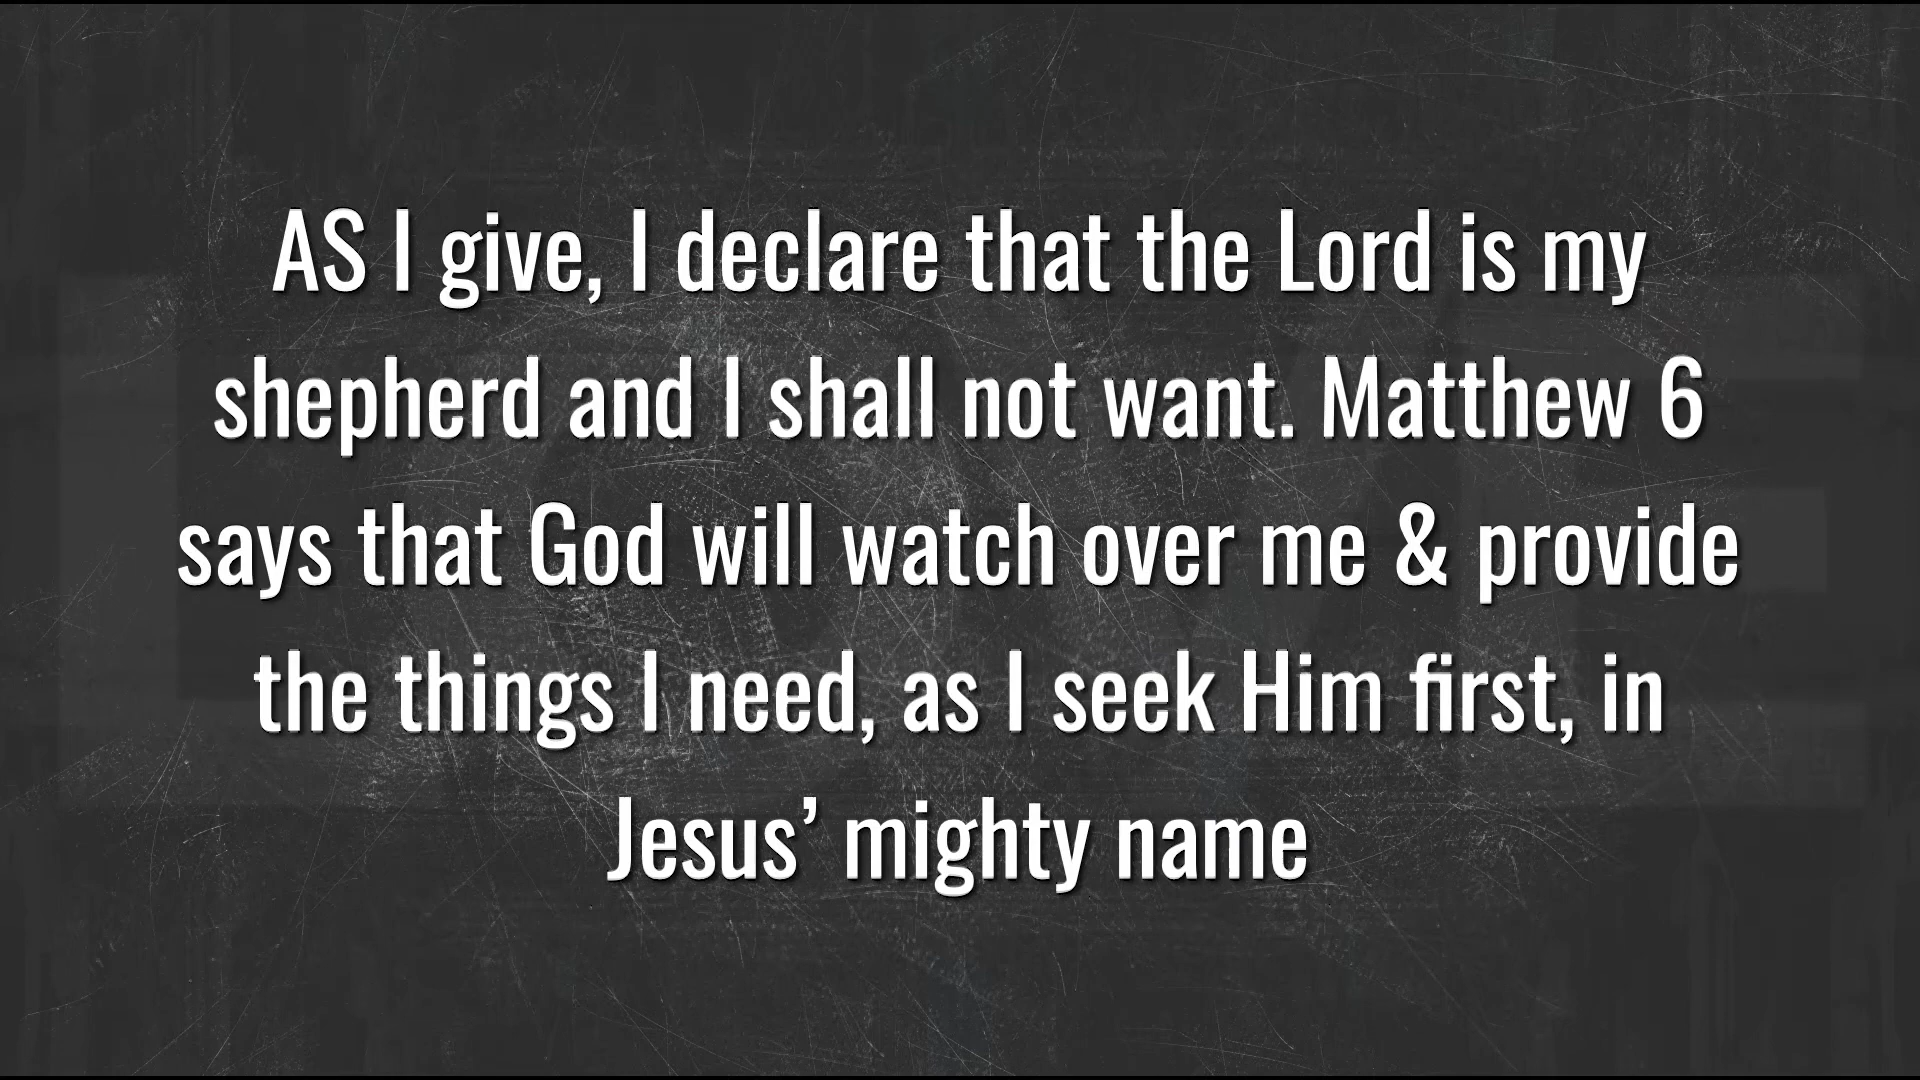 AS I give, I declare that the Lord is my
shepherd and I shall not want. Matthew 6
says that God will watch over me & provide
the things I need, as I seek Him first, in
Jesus’ mighty name